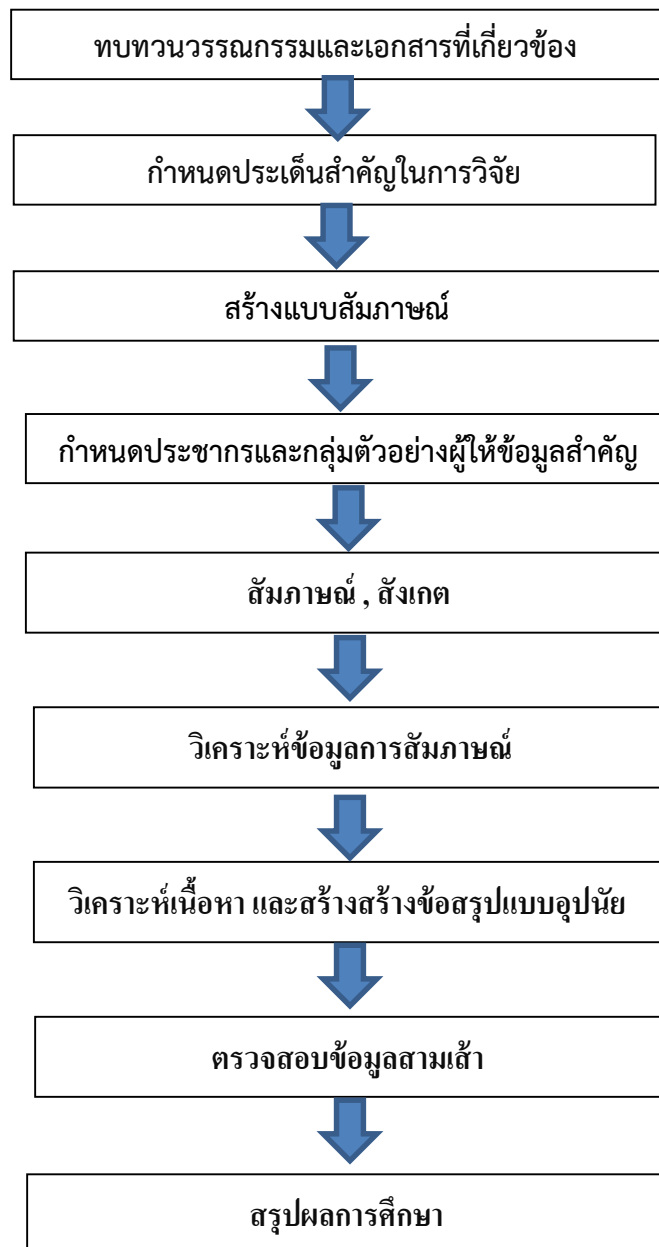 ทบทวนวรรณกรรมและเอกสารที่เกี่ยวข้อง
กำหนดประเด็นสำคัญในการวิจัย
สร้างแบบสัมภาษณ์
กำหนดประชากรและกลุ่มตัวอย่างผู้ให้ข้อมูลสำคัญ
สัมภาษณ์ , สังเกต
วิเคราะห์ข้อมูลการสัมภาษณ์
วิเคราะห์เนื้อหา และสร้างสร้างข้อสรุปแบบอุปนัย
ตรวจสอบข้อมูลสามเส้า
สรุปผลการศึกษา